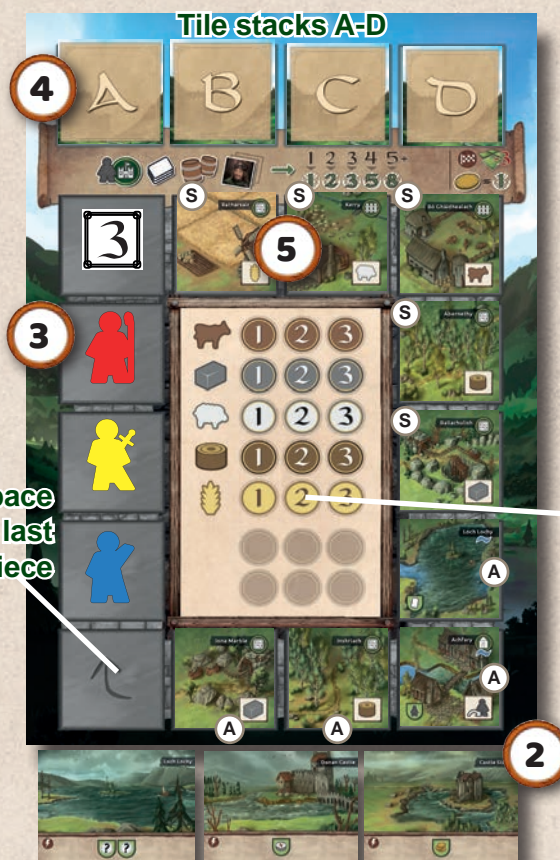 Tile stacks A-D
4
A B C D
1 2 3 4 5+
1 2 3 5 8
S S S
3
5
Kerry
3
S
Abernethy
1 2 3
1 2 3
1 2 3
S
Ballachulish
1 2 3
1 2 3
pace
last
iece
Loch Lochy
A
Iona Marble
Inshriach
Achfary
A
A A
2
Loch Lochy
Donan Castle
? ?